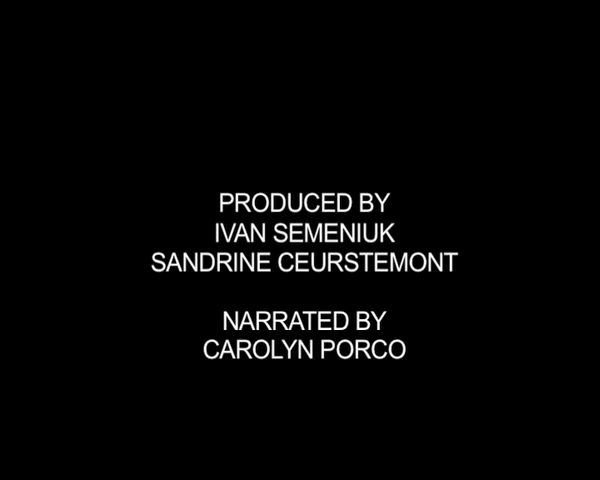 PRODUCED BY
IVAN SEMENIUK
SANDRINE CEURSTEMONT
NARRATED BY
CAROLYN PORCO